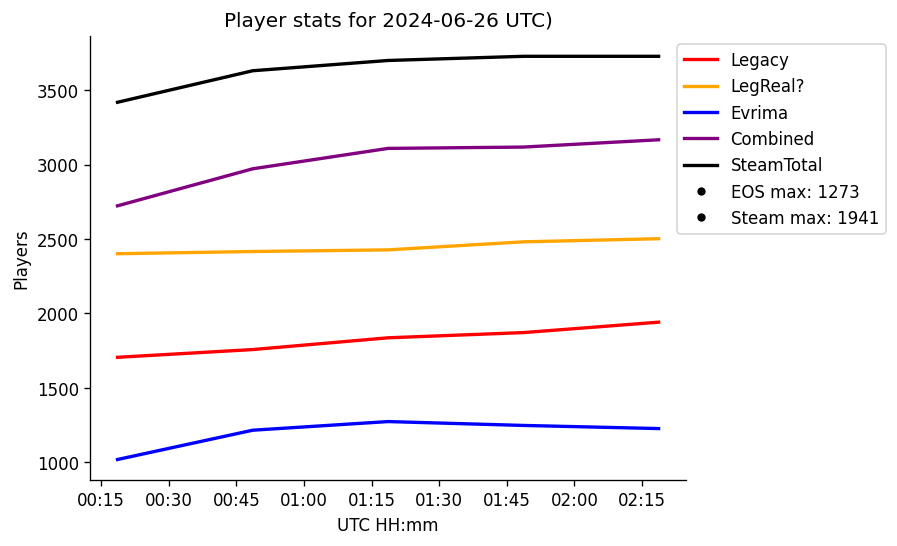 Player stats for 2024-06-26 UTC)
Legacy
LegReal?
Evrima
Combined
SteamTotal
EOS max: 1273
Steam max: 1941
Players
3500
3000
2500
2000
1500
1000
00:15 00:30 00:45 01:00 01:15 01:30 01:45 02:00 02:15
UTC HH:mm